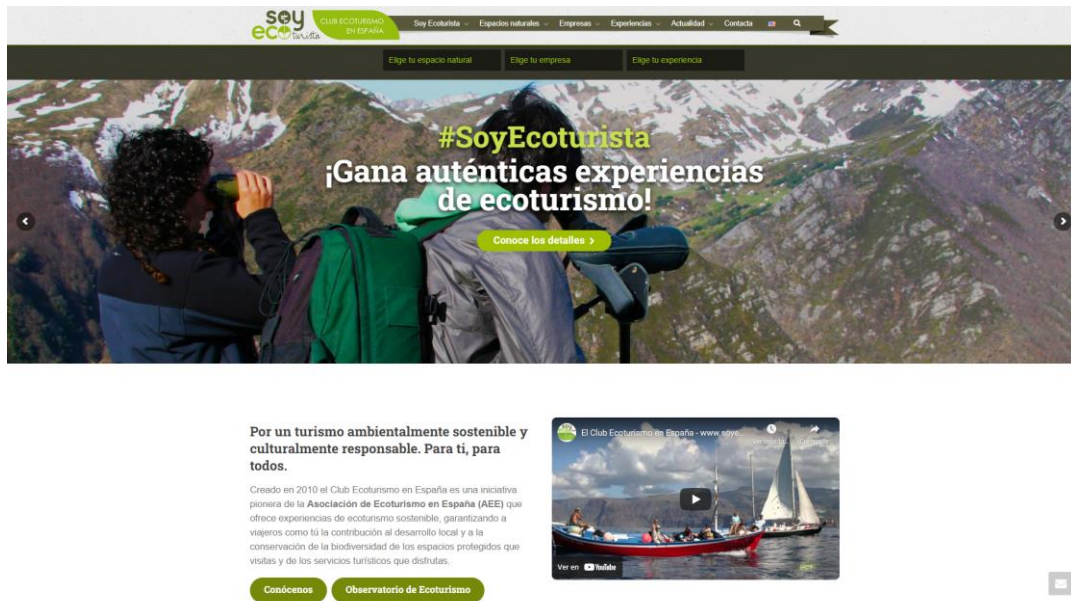 soy
eco turista
CLUB ECOTURISMO
EN ESPAÑA
Soy Ecoturista Espacios naturales Empresas Experiencias Actualidad Contacta
Elige tu espacio natural Elige tu empresa Elige tu experiencia
#SoyEcoturista
¡Gana auténticas experiencias
de ecoturismo!
Conoce los detalles >
Por un turismo ambientalmente sostenible y
culturalmente responsable. Para ti, para
todos.
Creado en 2010 el Club Ecoturismo en España es una iniciativa
pionera de la Asociación de Ecoturismo en España (AEE) que
ofrece experiencias de ecoturismo sostenible, garantizando a
viajeros como tú la contribución al desarrollo local y a la
conservación de la biodiversidad de los espacios protegidos que
visitas y de los servicios turísticos que disfrutas.
Conócenos Observatorio de Ecoturismo
El Club Ecoturismo en España - www.soye...
Ver más ta... Compartir
Ver en YouTube